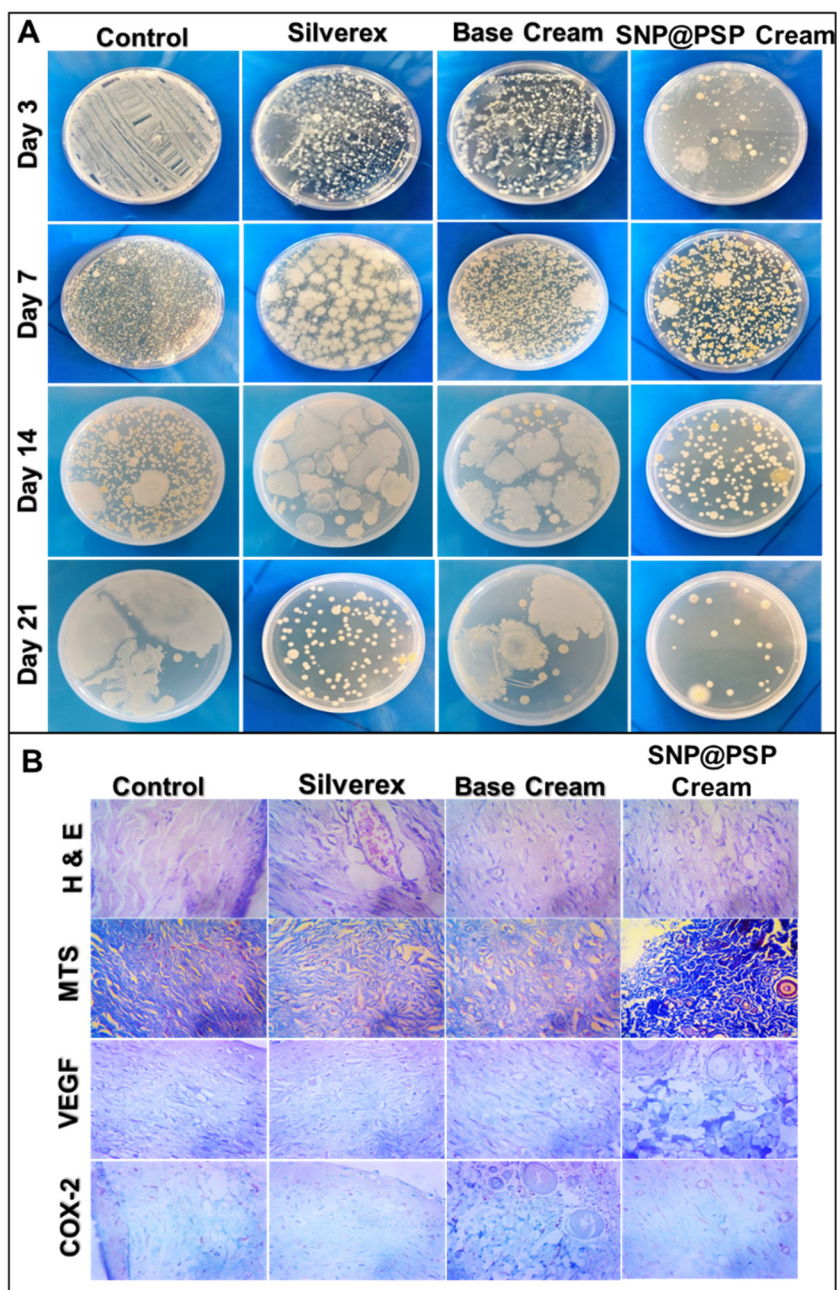 A
Control
Silverex
Base Cream
SNP@PSP Cream
Day 3
Day 7
Day 14
Day 21
B
Control
Silverex
Base Cream
SNP@PSP
Cream
H & E
MTS
VEGF
COX-2